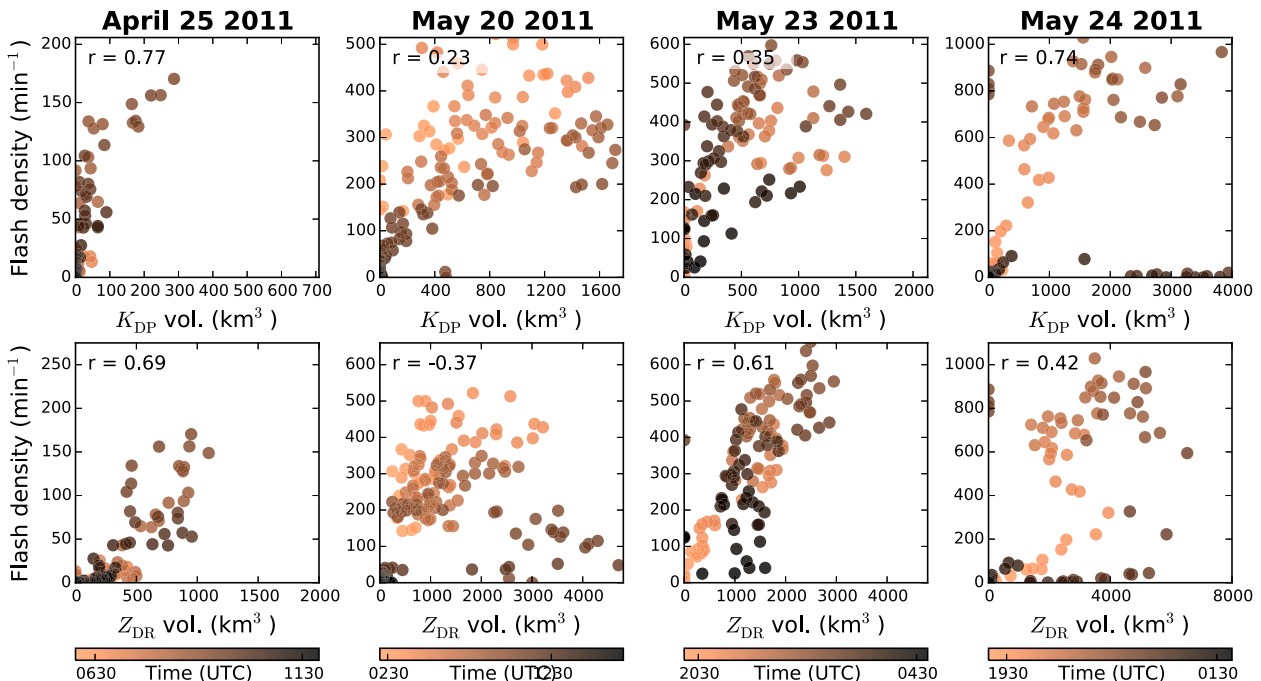 April 25 2011
May 20 2011
May 23 2011
May 24 2011
Flash density (min⁻¹)
200
150
100
50
0
r = 0.77
0 100 200 300 400 500 600 700
K_DP vol. (km³ )
500
400
300
200
100
0
r = 0.23
0 400 800 1200 1600
K_DP vol. (km³ )
600
500
400
300
200
100
0
r = 0.35
0 500 1000 1500 2000
K_DP vol. (km³ )
1000
800
600
400
200
0
r = 0.74
0 1000 2000 3000 4000
K_DP vol. (km³ )
Flash density (min⁻¹)
250
200
150
100
50
0
r = 0.69
0 500 1000 1500 2000
Z_DR vol. (km³ )
600
500
400
300
200
100
0
r = -0.37
0 1000 2000 3000 4000
Z_DR vol. (km³ )
600
500
400
300
200
100
0
r = 0.61
0 1000 2000 3000 4000
Z_DR vol. (km³ )
1000
800
600
400
200
0
r = 0.42
0 2000 4000 6000 8000
Z_DR vol. (km³ )
0630 Time (UTC) 1130
0230 Time (UTC) 1230
2030 Time (UTC) 0430
1930 Time (UTC) 0130